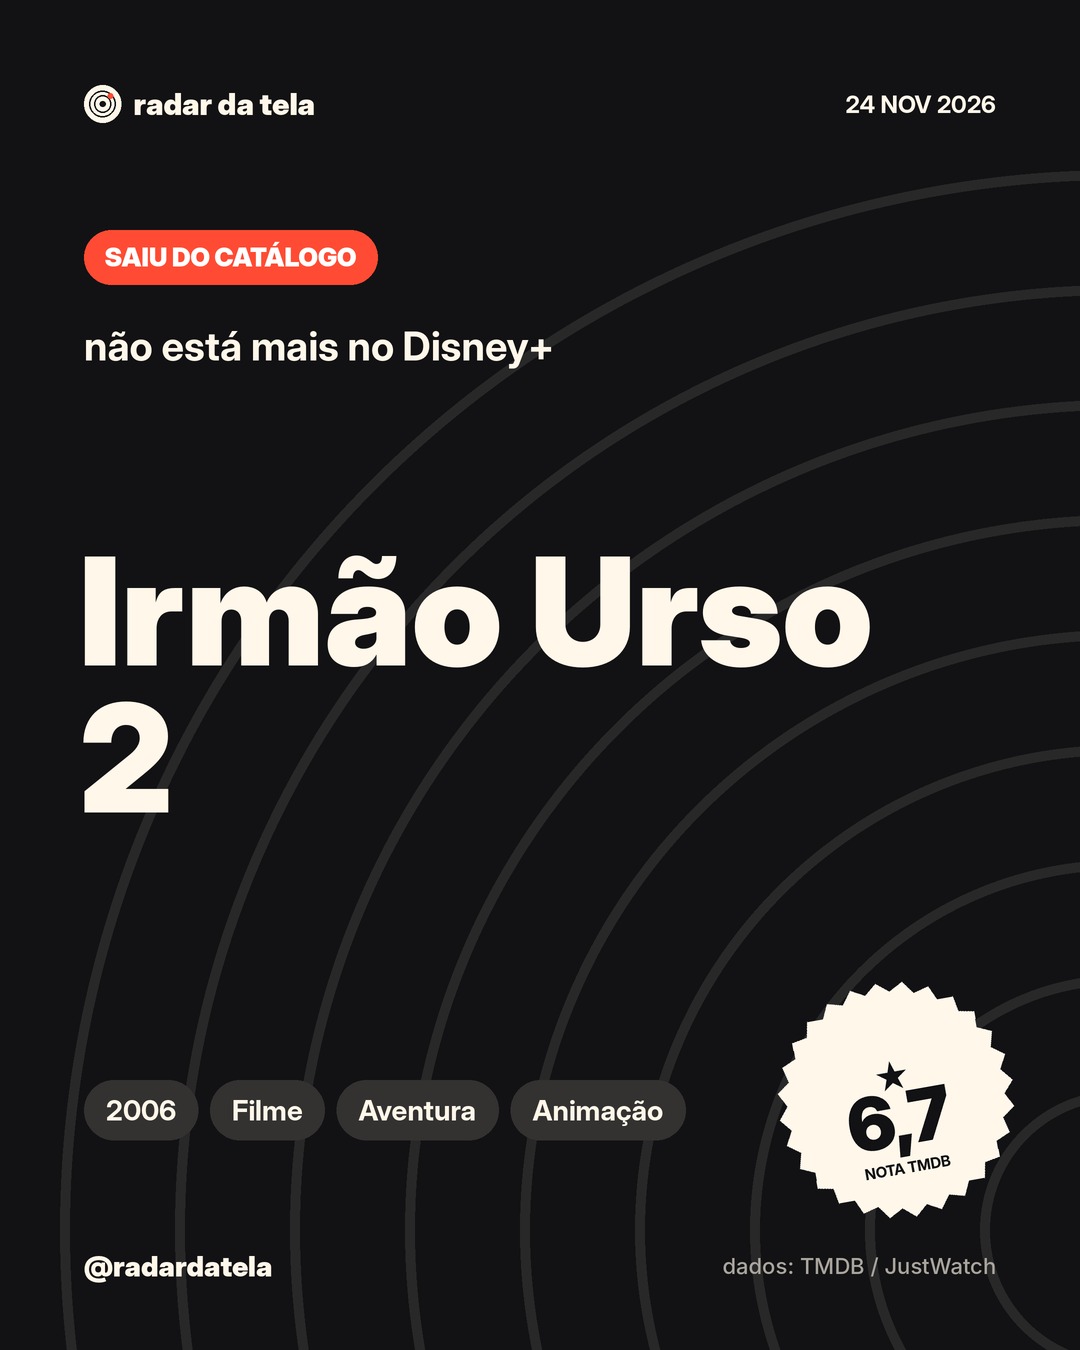 radar da tela
24 NOV 2026
SAIU DO CATÁLOGO
não está mais no Disney+
Irmão Urso
2
2006
Filme
Aventura
Animação
★
6,7
NOTA TMDB
@radardatela
dados: TMDB / JustWatch